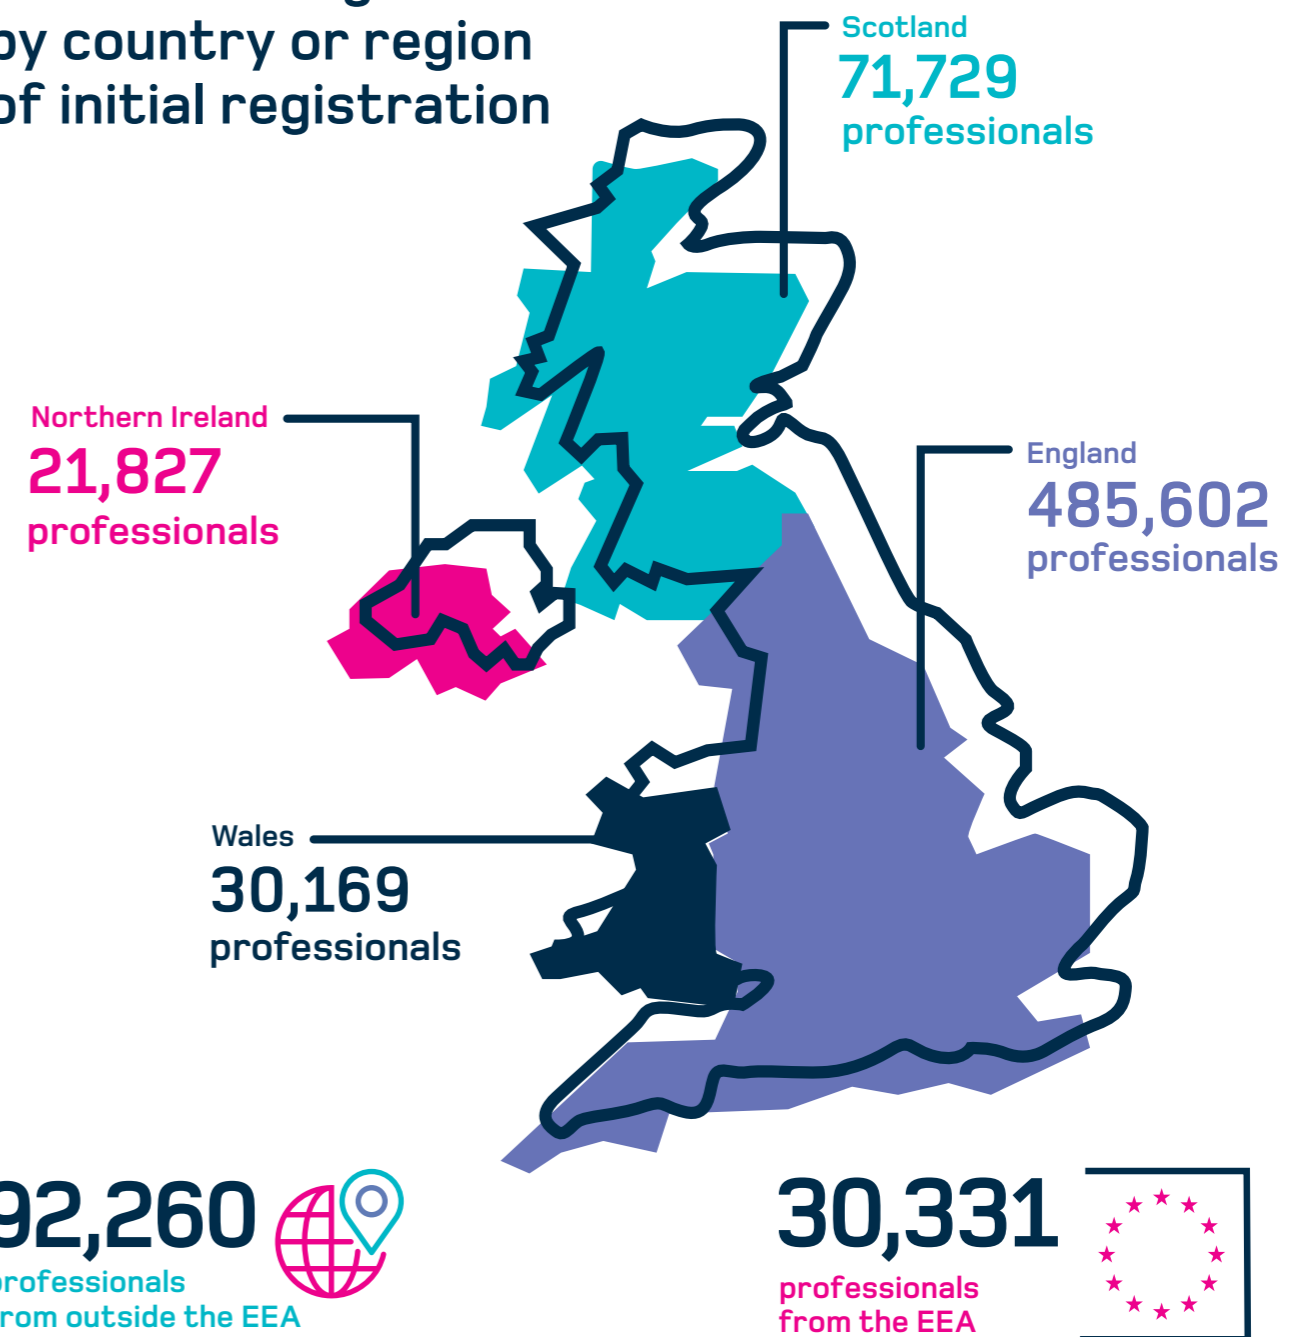 by country or region
of initial registration
Scotland
71,729
professionals
Northern Ireland
21,827
professionals
England
485,602
professionals
Wales
30,169
professionals
92,260
professionals
from outside the EEA
30,331
professionals
from the EEA